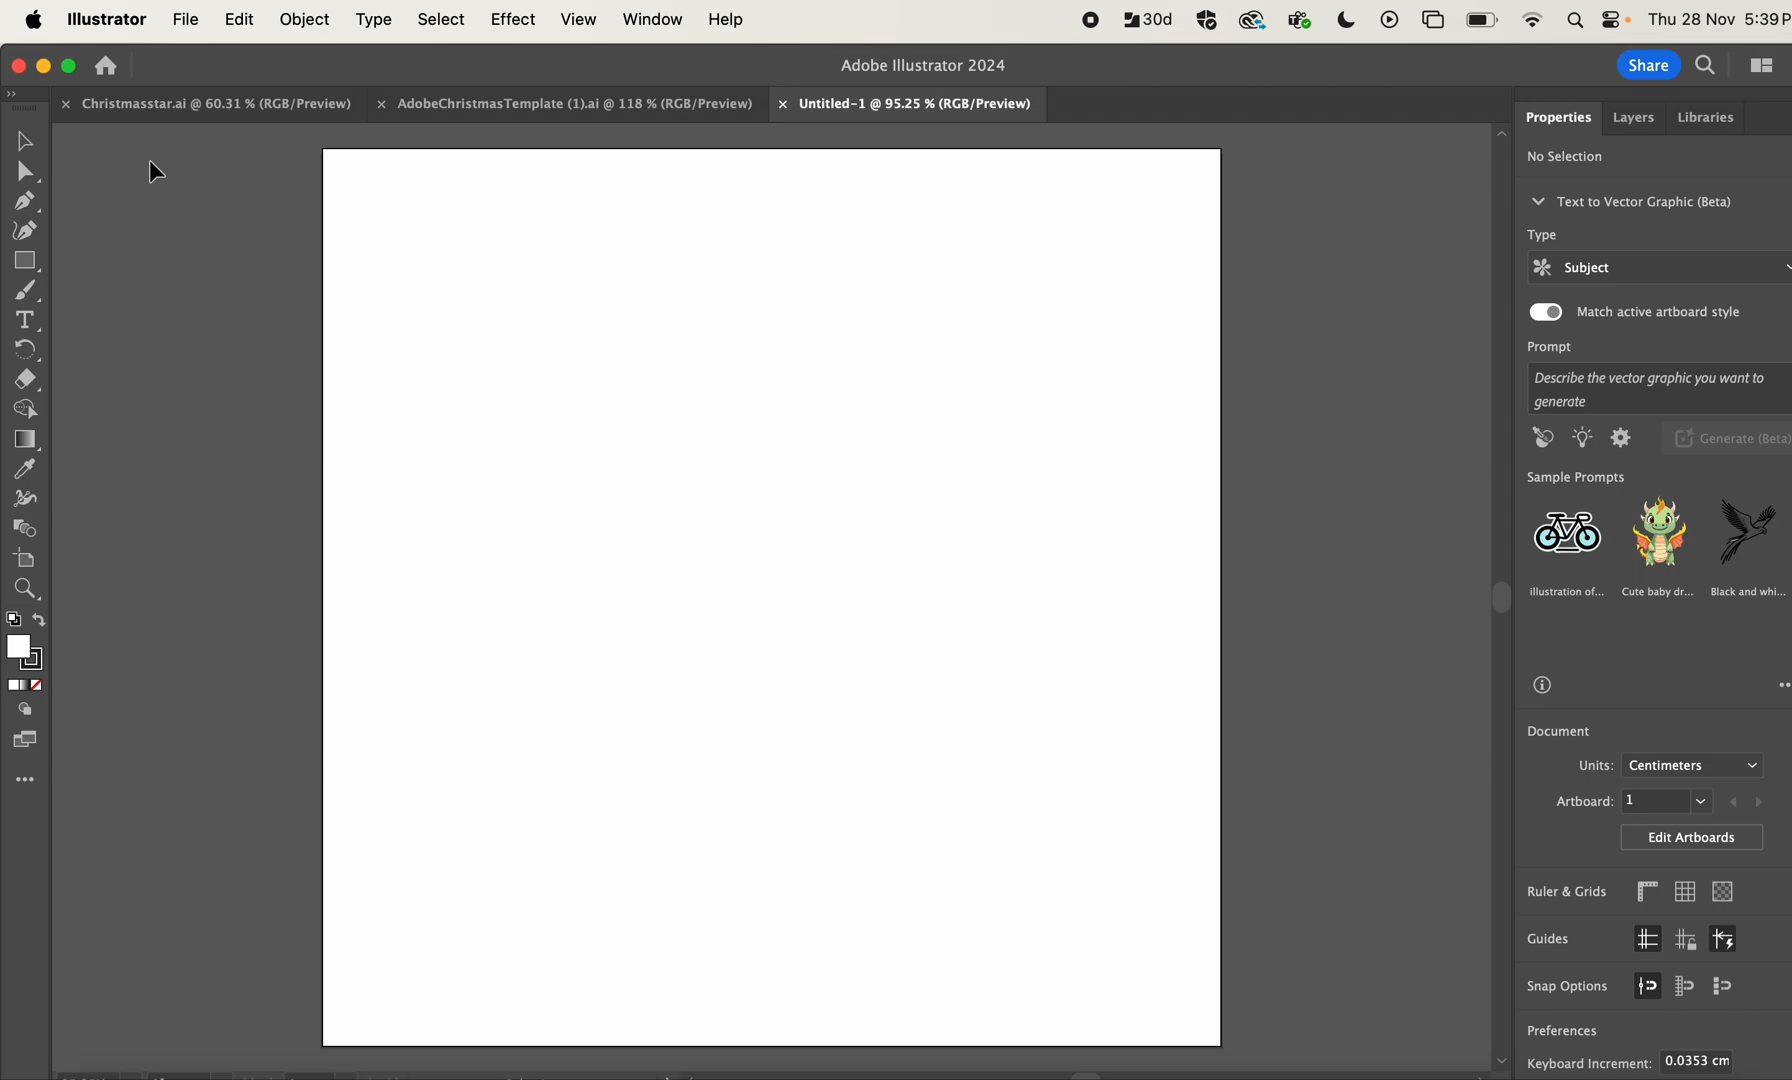 Illustrator File Edit Object Type Select Effect View Window Help 30d Thu 28 Nov 5:39P
Adobe Illustrator 2024 Share
Christmasstar.ai @ 60.31 % (RGB/Preview) AdobeChristmasTemplate (1).ai @ 118 % (RGB/Preview) Untitled-1 @ 95.25 % (RGB/Preview)
Properties Layers Libraries
No Selection
Text to Vector Graphic (Beta)
Type
Subject
Match active artboard style
Prompt
Describe the vector graphic you want to
generate
Generate (Beta)
Sample Prompts
illustration of... Cute baby dr... Black and whi...
Document
Units: Centimeters
Artboard: 1
Edit Artboards
Ruler & Grids
Guides
Snap Options
Preferences
Keyboard Increment: 0.0353 cm